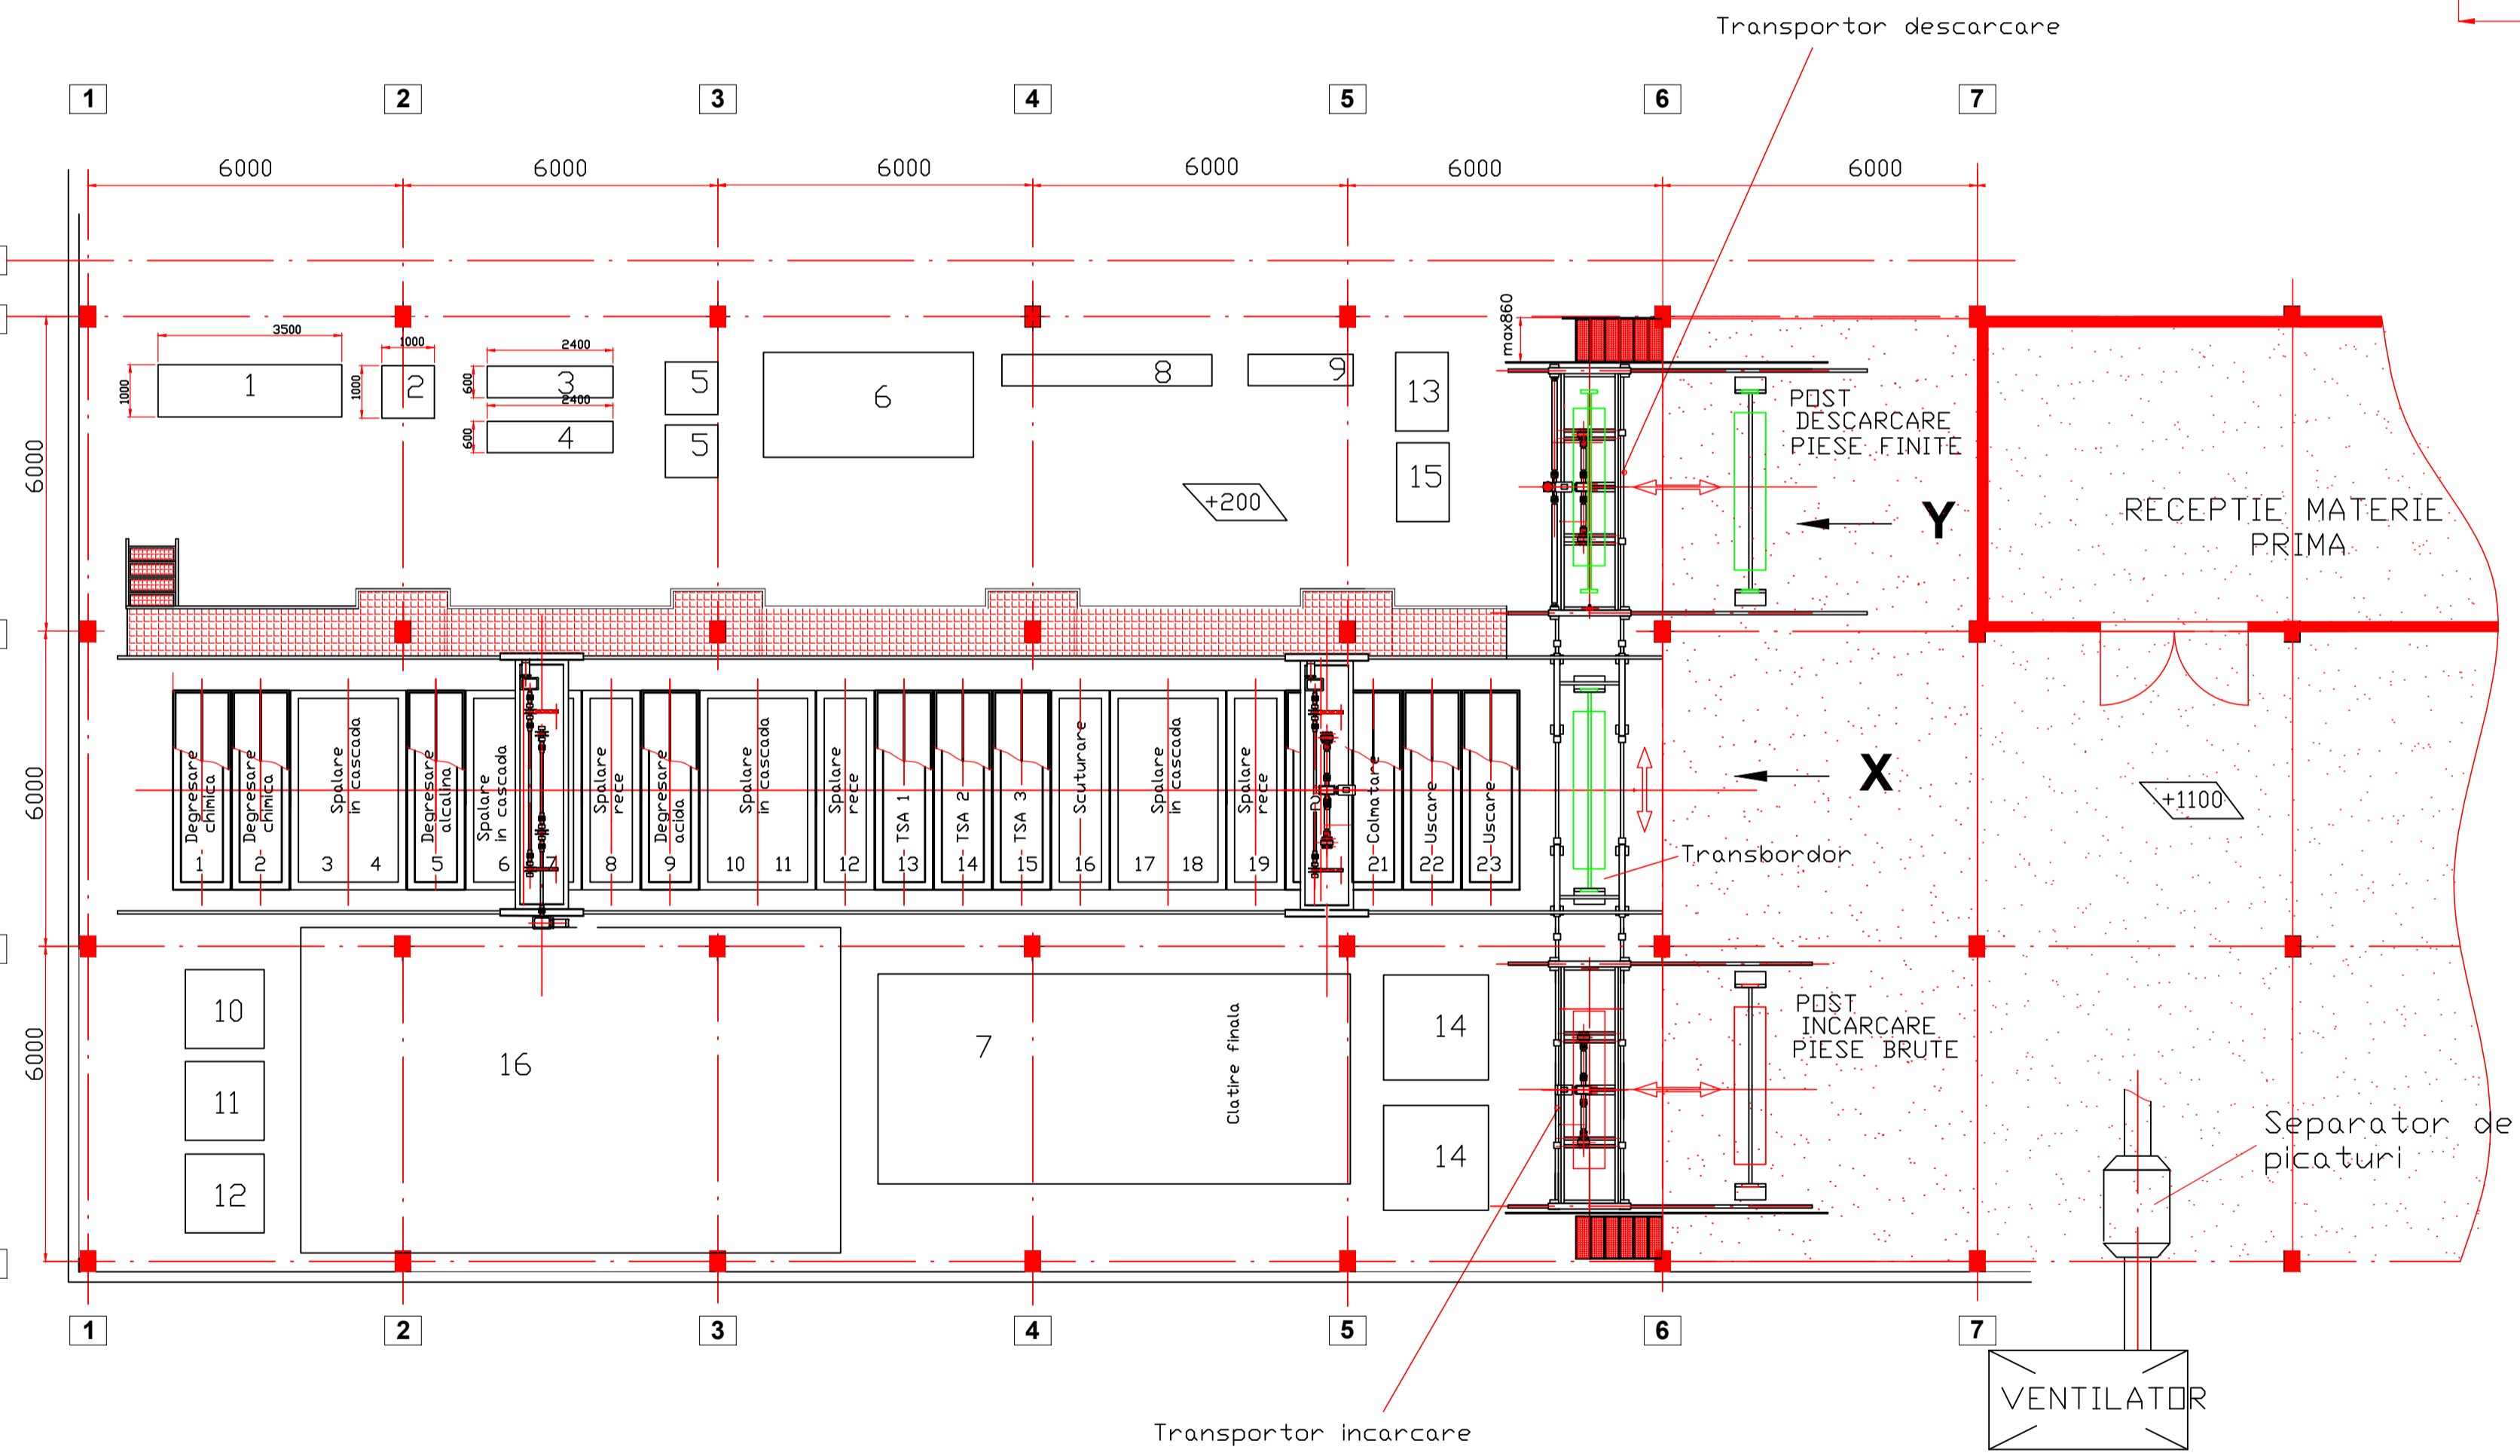 Transportor descarcare
1
2
3
4
5
6
7
6000
6000
6000
6000
6000
6000
max860
3500
1000
2400
1000
1
1000
2
600
3
2400
600
4
5
5
6
8
9
13
15
6000
+200
POST
DESCARCARE
PIESE FINITE
Y
RECEPTIE MATERIE
PRIMA
6000
Degresare
chimica
1
Degresare
chimica
2
Spalare
in cascada
3
4
Degresare
alcalina
5
Spalare
in cascada
6
7
Spalare
rece
8
Degresare
acida
9
Spalare
in cascada
10
11
Spalare
rece
12
TSA 1
13
TSA 2
14
TSA 3
15
Scuturare
16
Spalare
in cascada
17
18
Spalare
rece
19
Colmatare
21
Uscare
22
Uscare
23
X
+1100
Transbordor
6000
10
11
12
16
7
Clatire finala
14
14
POST
INCARCARE
PIESE BRUTE
Separator de
picaturi
1
2
3
4
5
6
7
VENTILATOR
Transportor incarcare